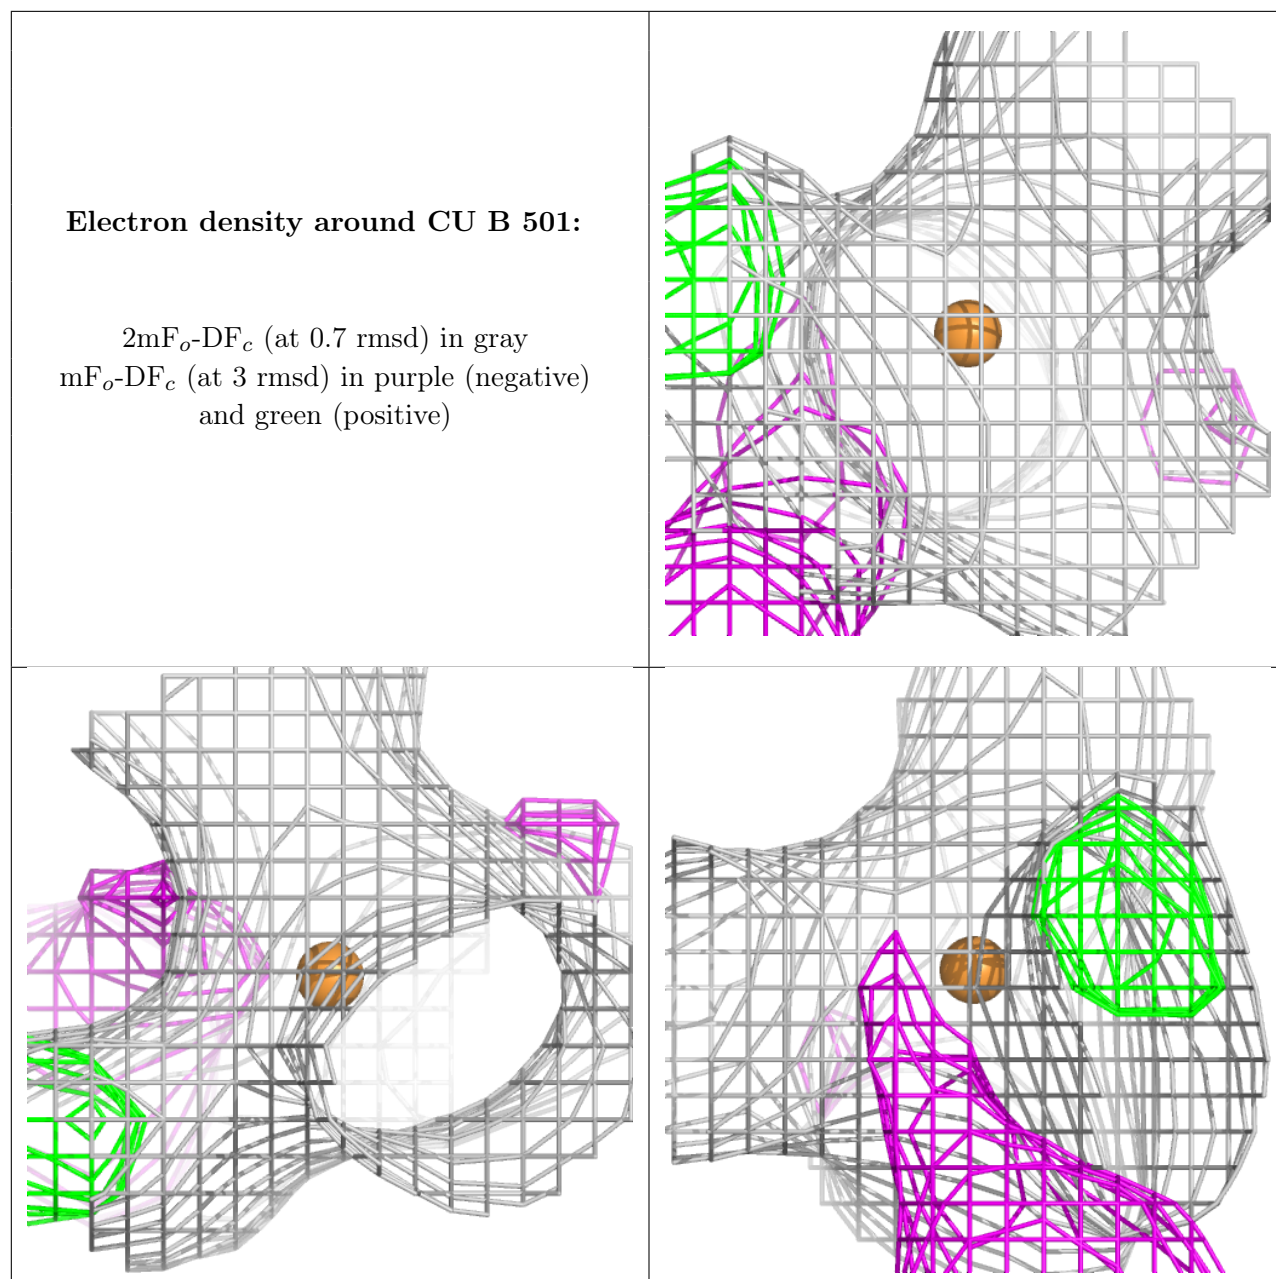 Electron density around CU B 501:
2mFo-DFc (at 0.7 rmsd) in gray
mFo-DFc (at 3 rmsd) in purple (negative)
and green (positive)